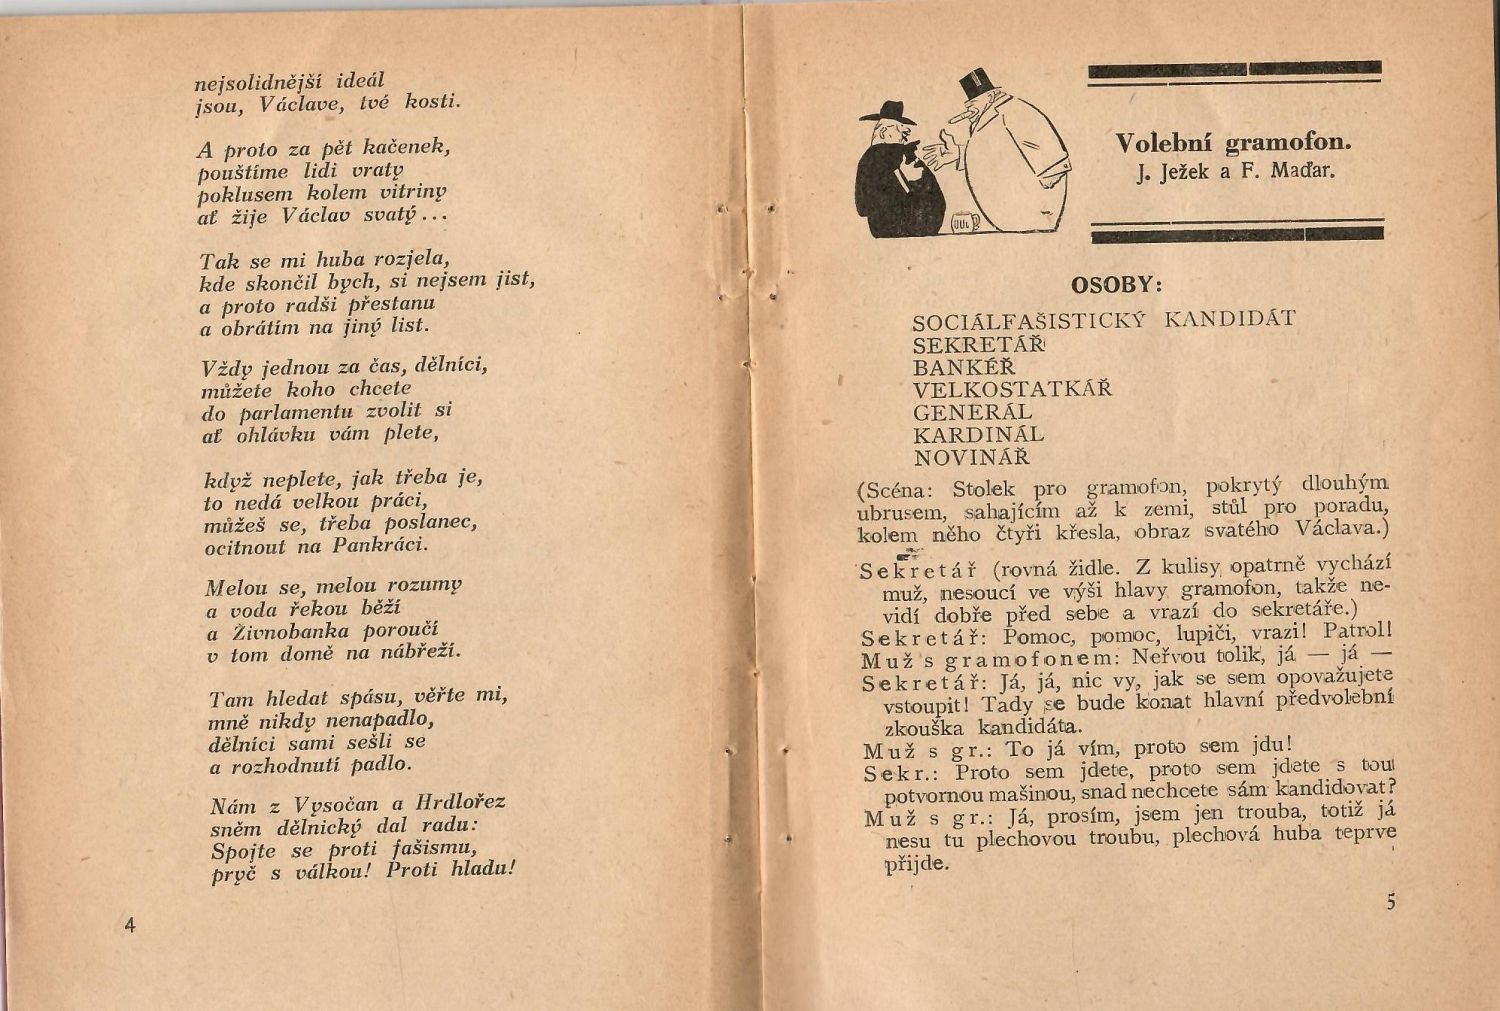 nejsolidnější ideál
jsou, Václave, tvé kosti.
A proto za pět kačenek,
pouštíme lidi vraty
poklusem kolem vitriny
ať žije Václav svatý...
Tak se mi huba rozjela,
kde skončil bych, si nejsem jist,
a proto radši přestanu
a obrátím na jiný list.
Vždy jednou za čas, dělníci,
můžete koho chcete
do parlamentu zvolit si
ať ohlávku vám plete,
když neplete, jak třeba je,
to nedá velkou práci,
můžeš se, třeba poslanec,
ocitnout na Pankráci.
Melou se, melou rozumy
a voda řekou běží
a Živnobanka poroučí
v tom domě na nábřeží.
Tam hledat spásu, věřte mi,
mně nikdy nenapadlo,
dělníci sami sešli se
a rozhodnutí padlo.
Nám z Vysočan a Hrdlořez
sněm dělnický dal radu:
Spojte se proti fašismu,
pryč s válkou! Proti hladu!
4
Volební gramofon.
J. Ježek a F. Maďar.
OSOBY:
SOCIÁLFAŠISTICKÝ KANDIDÁT
SEKRETÁŘ
BANKÉŘ
VELKOSTATKÁŘ
GENERÁL
KARDINÁL
NOVINÁŘ
(Scéna: Stolek pro gramofon, pokrytý dlouhým
ubrusem, sahajícím až k zemi, stůl pro poradu,
kolem něho čtyři křesla, obraz svatého Václava.)
Sekretář (rovná židle. Z kulisy opatrně vychází
muž, nesoucí ve výši hlavy gramofon, takže ne-
vidí dobře před sebe a vrazí do sekretáře.)
Sekretář: Pomoc, pomoc, lupiči, vrazi! Patrol!
Muž s gramofonem: Neřvou tolik, já — já —
Sekretář: Já, já, nic vy, jak se sem opovažujete
vstoupit! Tady se bude konat hlavní předvolební
zkouška kandidáta.
Muž s gr.: To já vím, proto sem jdu!
Sekr.: Proto sem jdete, proto sem jdete s tou
potvornou mašinou, snad nechcete sám kandidovat?
Muž s gr.: Já, prosím, jsem jen trouba, totiž já
nesu tu plechovou troubu, plechová huba teprve
přijde.
5